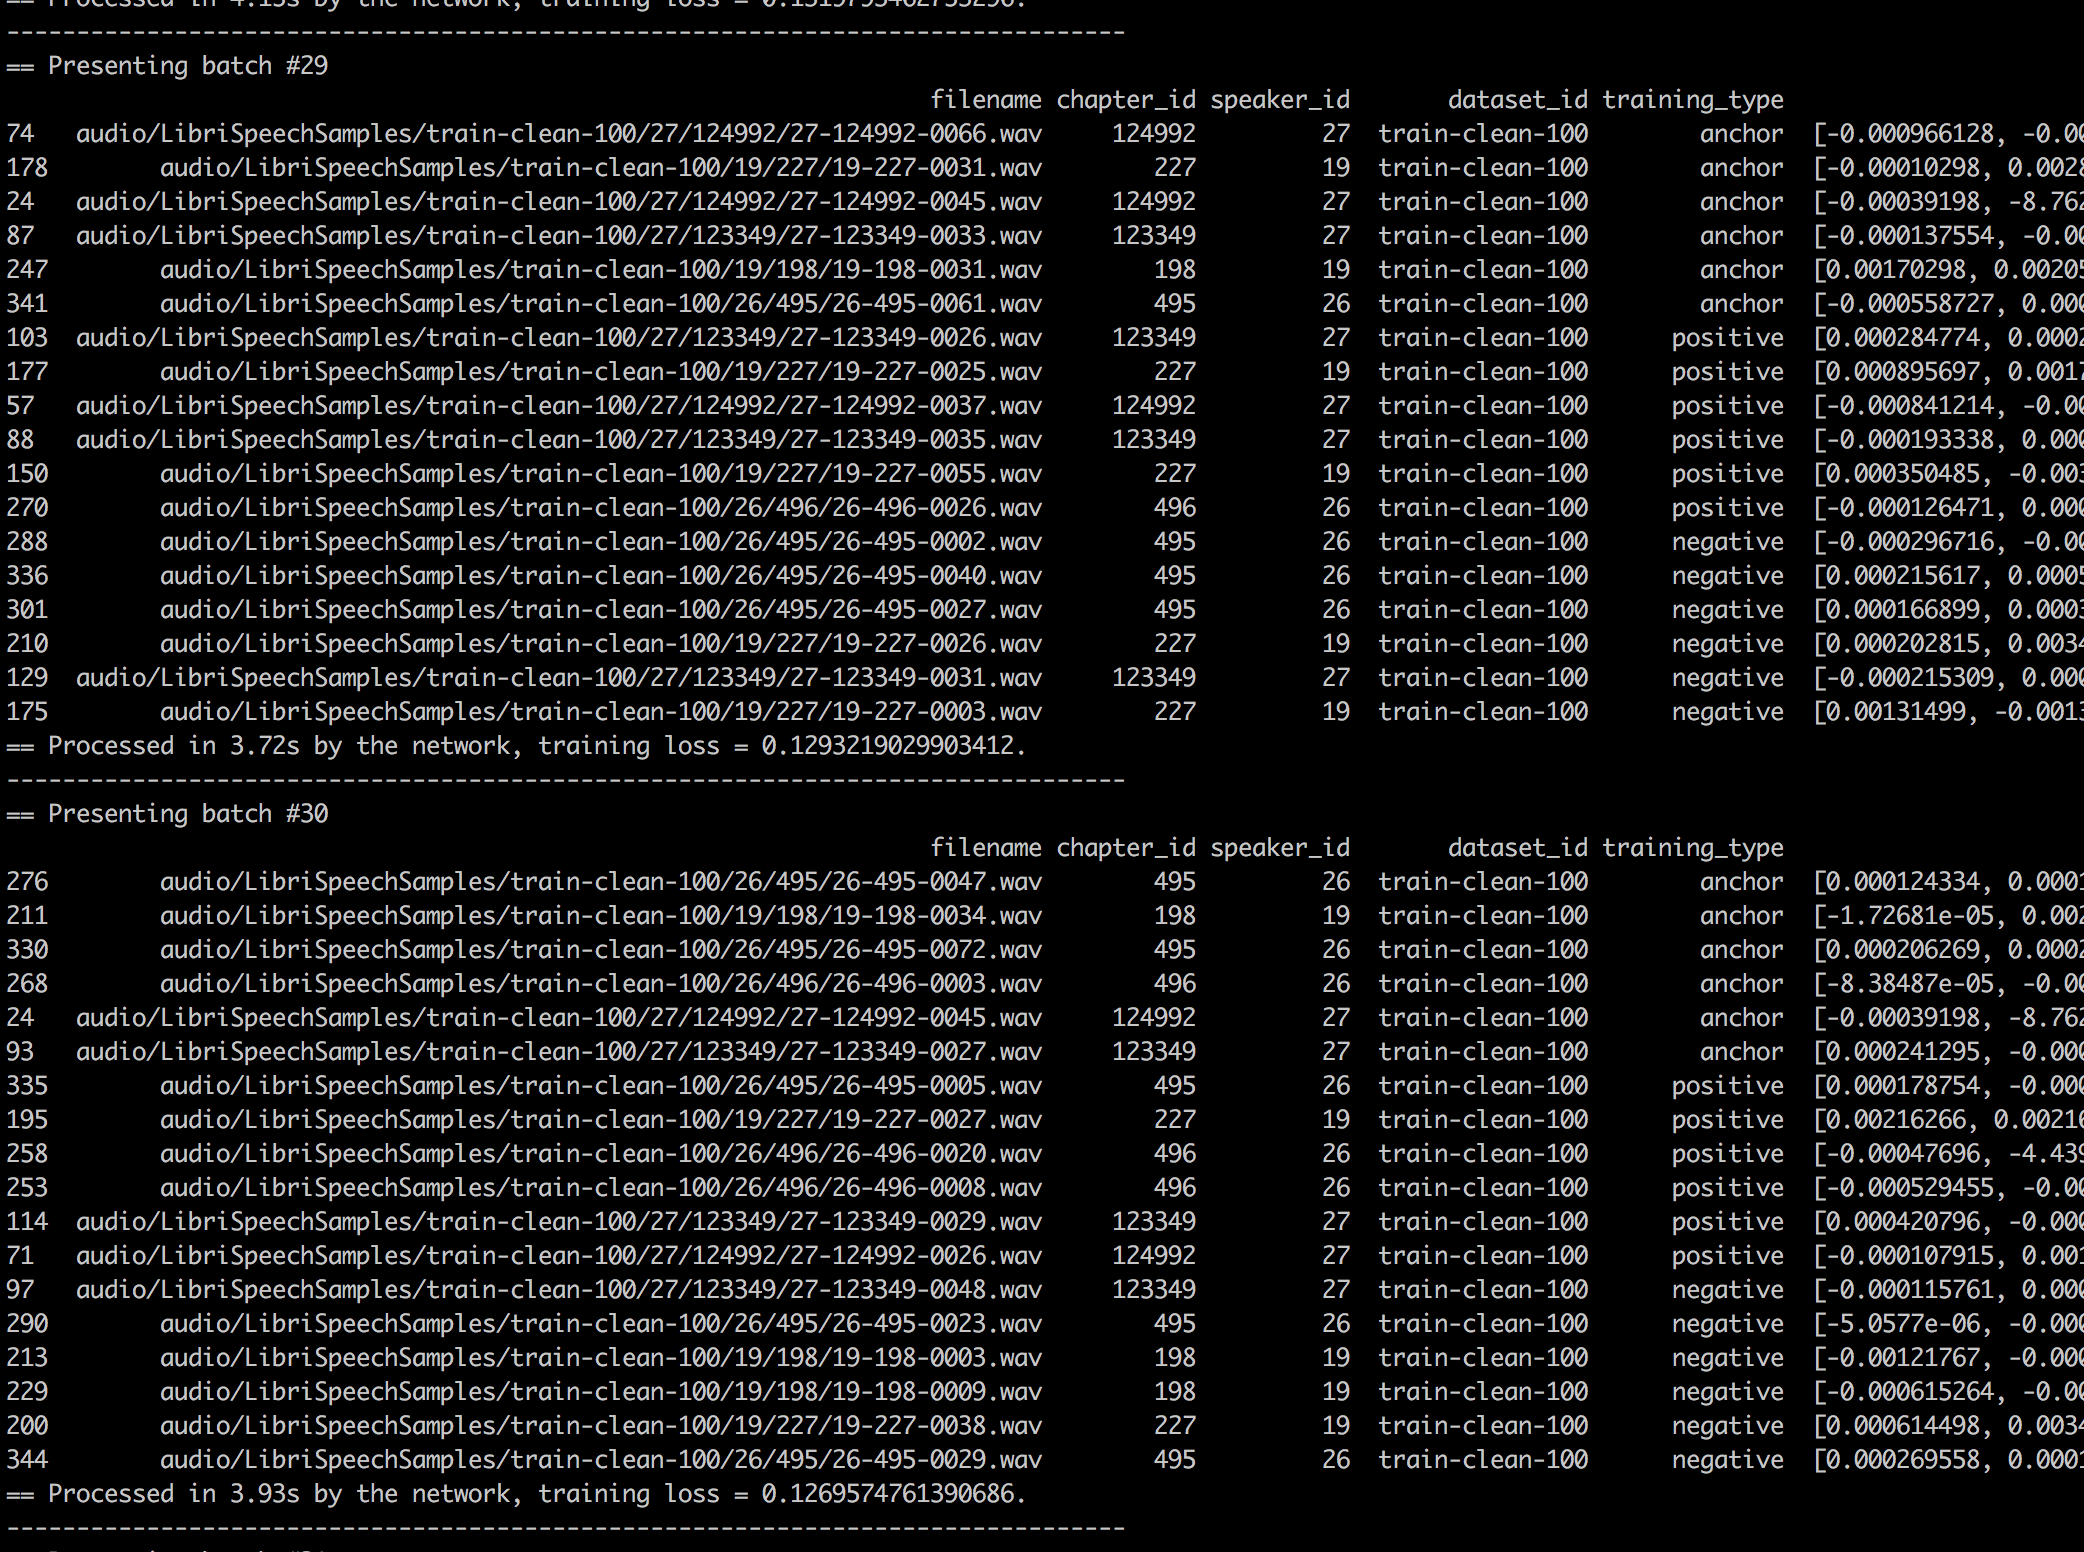 == Processed in 4.13s by the network, training loss =
--------------------------------------------------------------------------------
== Presenting batch #29
filename chapter_id speaker_id dataset_id training_type
74 audio/LibriSpeechSamples/train-clean-100/27/124992/27-124992-0066.wav 124992 27 train-clean-100 anchor [-0.000966128, -0.00
178 audio/LibriSpeechSamples/train-clean-100/19/227/19-227-0031.wav 227 19 train-clean-100 anchor [-0.00010298, 0.0028
24 audio/LibriSpeechSamples/train-clean-100/27/124992/27-124992-0045.wav 124992 27 train-clean-100 anchor [-0.00039198, -8.762
87 audio/LibriSpeechSamples/train-clean-100/27/123349/27-123349-0033.wav 123349 27 train-clean-100 anchor [-0.000137554, -0.00
247 audio/LibriSpeechSamples/train-clean-100/19/198/19-198-0031.wav 198 19 train-clean-100 anchor [0.00170298, 0.00205
341 audio/LibriSpeechSamples/train-clean-100/26/495/26-495-0061.wav 495 26 train-clean-100 anchor [-0.000558727, 0.000
103 audio/LibriSpeechSamples/train-clean-100/27/123349/27-123349-0026.wav 123349 27 train-clean-100 positive [0.000284774, 0.0002
177 audio/LibriSpeechSamples/train-clean-100/19/227/19-227-0025.wav 227 19 train-clean-100 positive [0.000895697, 0.0017
57 audio/LibriSpeechSamples/train-clean-100/27/124992/27-124992-0037.wav 124992 27 train-clean-100 positive [-0.000841214, -0.00
88 audio/LibriSpeechSamples/train-clean-100/27/123349/27-123349-0035.wav 123349 27 train-clean-100 positive [-0.000193338, 0.000
150 audio/LibriSpeechSamples/train-clean-100/19/227/19-227-0055.wav 227 19 train-clean-100 positive [0.000350485, -0.003
270 audio/LibriSpeechSamples/train-clean-100/26/496/26-496-0026.wav 496 26 train-clean-100 positive [-0.000126471, 0.000
288 audio/LibriSpeechSamples/train-clean-100/26/495/26-495-0002.wav 495 26 train-clean-100 negative [-0.000296716, -0.00
336 audio/LibriSpeechSamples/train-clean-100/26/495/26-495-0040.wav 495 26 train-clean-100 negative [0.000215617, 0.0005
301 audio/LibriSpeechSamples/train-clean-100/26/495/26-495-0027.wav 495 26 train-clean-100 negative [0.000166899, 0.0003
210 audio/LibriSpeechSamples/train-clean-100/19/227/19-227-0026.wav 227 19 train-clean-100 negative [0.000202815, 0.0034
129 audio/LibriSpeechSamples/train-clean-100/27/123349/27-123349-0031.wav 123349 27 train-clean-100 negative [-0.000215309, 0.000
175 audio/LibriSpeechSamples/train-clean-100/19/227/19-227-0003.wav 227 19 train-clean-100 negative [0.00131499, -0.0013
== Processed in 3.72s by the network, training loss = 0.1293219029903412.
--------------------------------------------------------------------------------
== Presenting batch #30
filename chapter_id speaker_id dataset_id training_type
276 audio/LibriSpeechSamples/train-clean-100/26/495/26-495-0047.wav 495 26 train-clean-100 anchor [0.000124334, 0.0001
211 audio/LibriSpeechSamples/train-clean-100/19/198/19-198-0034.wav 198 19 train-clean-100 anchor [-1.72681e-05, 0.002
330 audio/LibriSpeechSamples/train-clean-100/26/495/26-495-0072.wav 495 26 train-clean-100 anchor [0.000206269, 0.0002
268 audio/LibriSpeechSamples/train-clean-100/26/496/26-496-0003.wav 496 26 train-clean-100 anchor [-8.38487e-05, -0.00
24 audio/LibriSpeechSamples/train-clean-100/27/124992/27-124992-0045.wav 124992 27 train-clean-100 anchor [-0.00039198, -8.762
93 audio/LibriSpeechSamples/train-clean-100/27/123349/27-123349-0027.wav 123349 27 train-clean-100 anchor [0.000241295, -0.000
335 audio/LibriSpeechSamples/train-clean-100/26/495/26-495-0005.wav 495 26 train-clean-100 positive [0.000178754, -0.000
195 audio/LibriSpeechSamples/train-clean-100/19/227/19-227-0027.wav 227 19 train-clean-100 positive [0.00216266, 0.00216
258 audio/LibriSpeechSamples/train-clean-100/26/496/26-496-0020.wav 496 26 train-clean-100 positive [-0.00047696, -4.439
253 audio/LibriSpeechSamples/train-clean-100/26/496/26-496-0008.wav 496 26 train-clean-100 positive [-0.000529455, -0.00
114 audio/LibriSpeechSamples/train-clean-100/27/123349/27-123349-0029.wav 123349 27 train-clean-100 positive [0.000420796, -0.000
71 audio/LibriSpeechSamples/train-clean-100/27/124992/27-124992-0026.wav 124992 27 train-clean-100 positive [-0.000107915, 0.001
97 audio/LibriSpeechSamples/train-clean-100/27/123349/27-123349-0048.wav 123349 27 train-clean-100 negative [-0.000115761, 0.000
290 audio/LibriSpeechSamples/train-clean-100/26/495/26-495-0023.wav 495 26 train-clean-100 negative [-5.0577e-06, -0.000
213 audio/LibriSpeechSamples/train-clean-100/19/198/19-198-0003.wav 198 19 train-clean-100 negative [-0.00121767, -0.000
229 audio/LibriSpeechSamples/train-clean-100/19/198/19-198-0009.wav 198 19 train-clean-100 negative [-0.000615264, -0.00
200 audio/LibriSpeechSamples/train-clean-100/19/227/19-227-0038.wav 227 19 train-clean-100 negative [0.000614498, 0.0034
344 audio/LibriSpeechSamples/train-clean-100/26/495/26-495-0029.wav 495 26 train-clean-100 negative [0.000269558, 0.0001
== Processed in 3.93s by the network, training loss = 0.1269574761390686.
--------------------------------------------------------------------------------